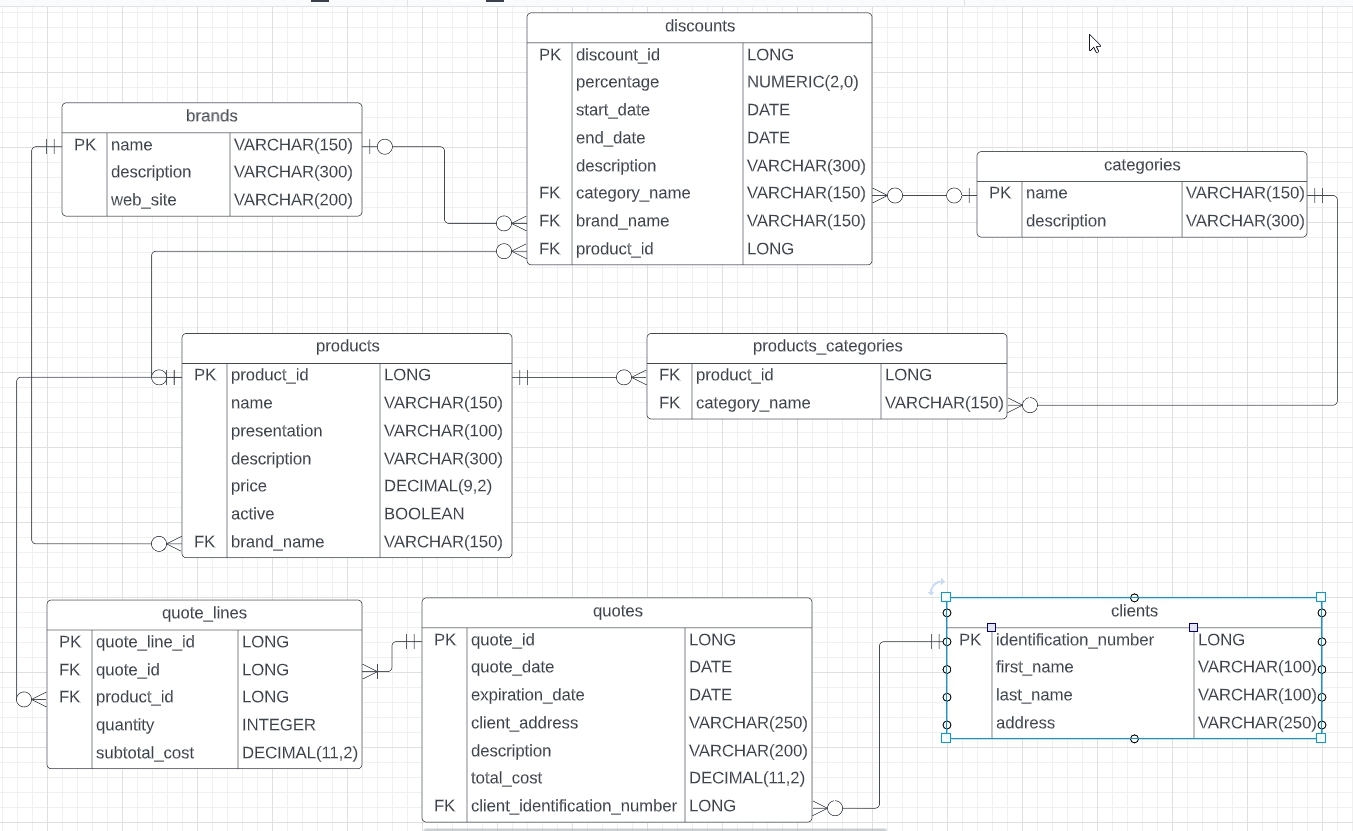 discounts
PK discount_id LONG
percentage NUMERIC(2,0)
start_date DATE
end_date DATE
description VARCHAR(300)
FK category_name VARCHAR(150)
FK brand_name VARCHAR(150)
FK product_id LONG
brands
PK name VARCHAR(150)
description VARCHAR(300)
web_site VARCHAR(200)
categories
PK name VARCHAR(150)
description VARCHAR(300)
products
PK product_id LONG
name VARCHAR(150)
presentation VARCHAR(100)
description VARCHAR(300)
price DECIMAL(9,2)
active BOOLEAN
FK brand_name VARCHAR(150)
products_categories
FK product_id LONG
FK category_name VARCHAR(150)
quote_lines
PK quote_line_id LONG
FK quote_id LONG
FK product_id LONG
quantity INTEGER
subtotal_cost DECIMAL(11,2)
quotes
PK quote_id LONG
quote_date DATE
expiration_date DATE
client_address VARCHAR(250)
description VARCHAR(200)
total_cost DECIMAL(11,2)
FK client_identification_number LONG
clients
PK identification_number LONG
first_name VARCHAR(100)
last_name VARCHAR(100)
address VARCHAR(250)